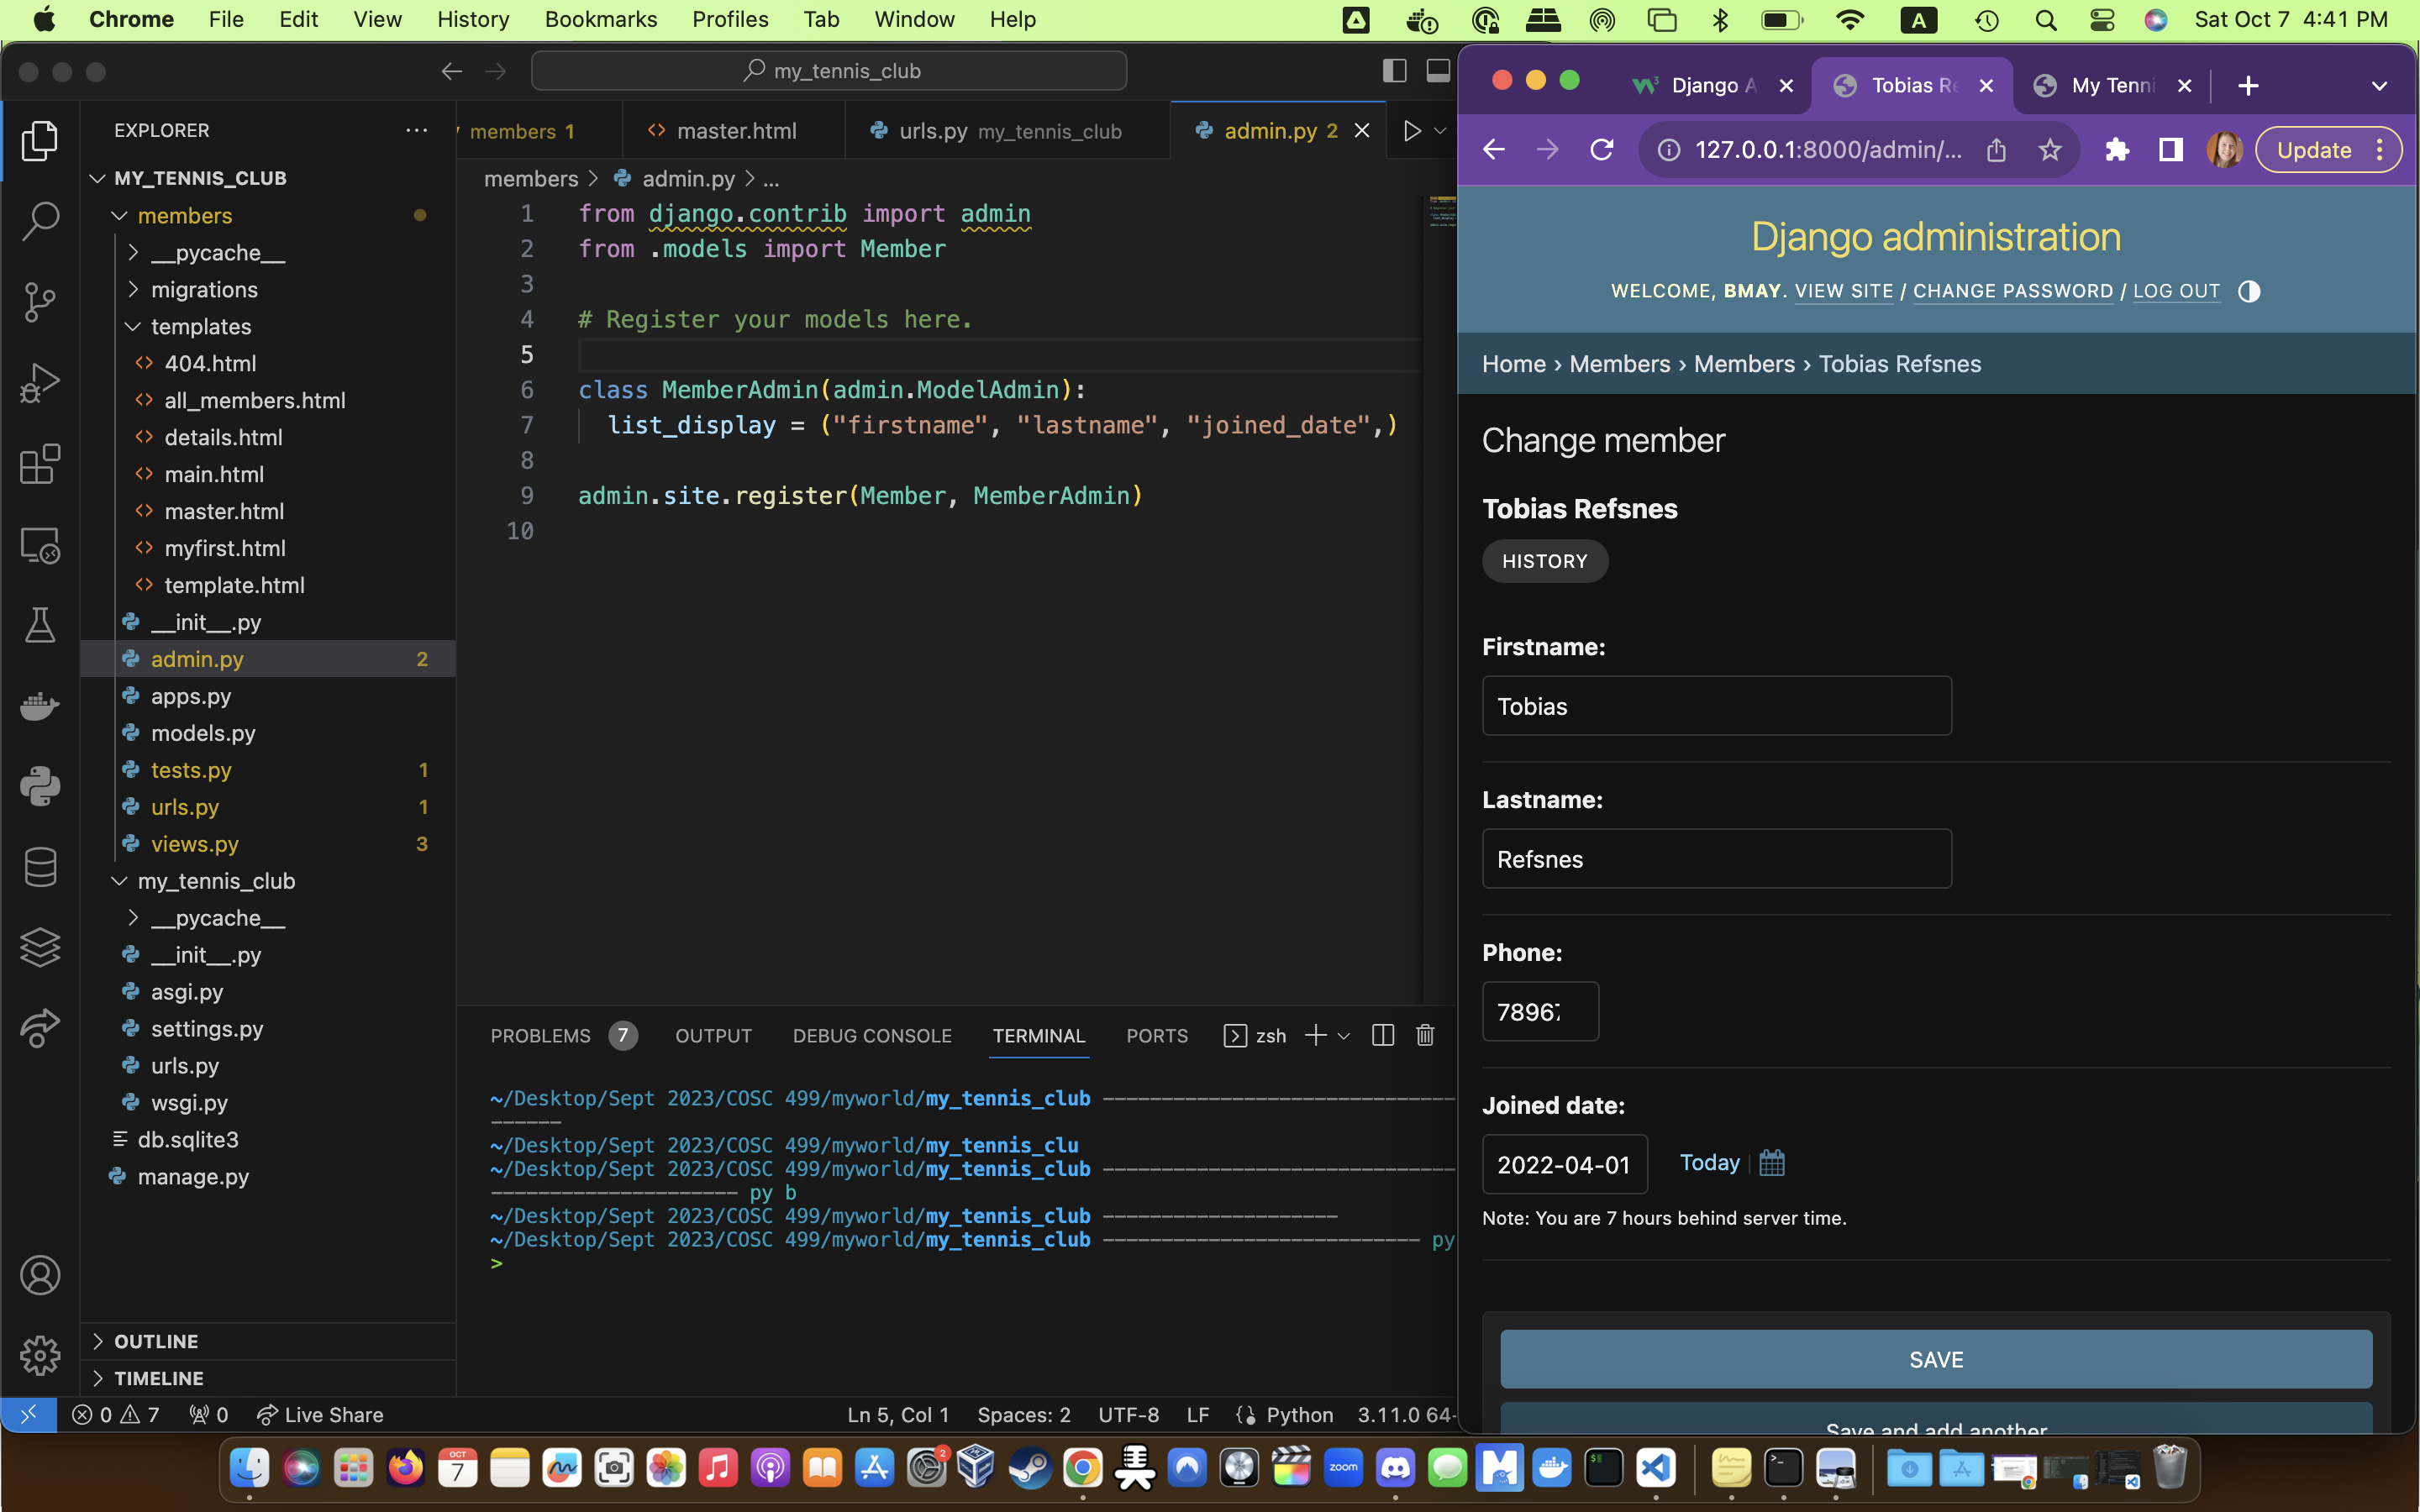 Chrome File Edit View History Bookmarks Profiles Tab Window Help
A
Sat Oct 7 4:41 PM
my_tennis_club
EXPLORER
MY_TENNIS_CLUB
members
__pycache__
migrations
templates
404.html
all_members.html
details.html
main.html
master.html
myfirst.html
template.html
__init__.py
admin.py 2
apps.py
models.py
tests.py 1
urls.py 1
views.py 3
my_tennis_club
__pycache__
__init__.py
asgi.py
settings.py
urls.py
wsgi.py
db.sqlite3
manage.py
OUTLINE
TIMELINE
members 1
master.html
urls.py my_tennis_club
admin.py 2
members > admin.py > ...
1 from django.contrib import admin
2 from .models import Member
3
4 # Register your models here.
5
6 class MemberAdmin(admin.ModelAdmin):
7 list_display = ("firstname", "lastname", "joined_date",)
8
9 admin.site.register(Member, MemberAdmin)
10
PROBLEMS 7 OUTPUT DEBUG CONSOLE TERMINAL PORTS zsh
~/Desktop/Sept 2023/COSC 499/myworld/my_tennis_club ------------------------------
------
~/Desktop/Sept 2023/COSC 499/myworld/my_tennis_clu
~/Desktop/Sept 2023/COSC 499/myworld/my_tennis_club ------------------------------
--------------------- py b
~/Desktop/Sept 2023/COSC 499/myworld/my_tennis_club --------------------
~/Desktop/Sept 2023/COSC 499/myworld/my_tennis_club --------------------------- py
>
0 7 0 Live Share
Ln 5, Col 1 Spaces: 2 UTF-8 LF Python 3.11.0 64-
Django A
Tobias Re
My Tenni
127.0.0.1:8000/admin/...
Update
Django administration
WELCOME, BMAY. VIEW SITE / CHANGE PASSWORD / LOG OUT
Home › Members › Members › Tobias Refsnes
Change member
Tobias Refsnes
HISTORY
Firstname:
Tobias
Lastname:
Refsnes
Phone:
78967
Joined date:
2022-04-01
Today |
Note: You are 7 hours behind server time.
SAVE
Save and add another
OCT
7
2
zoom